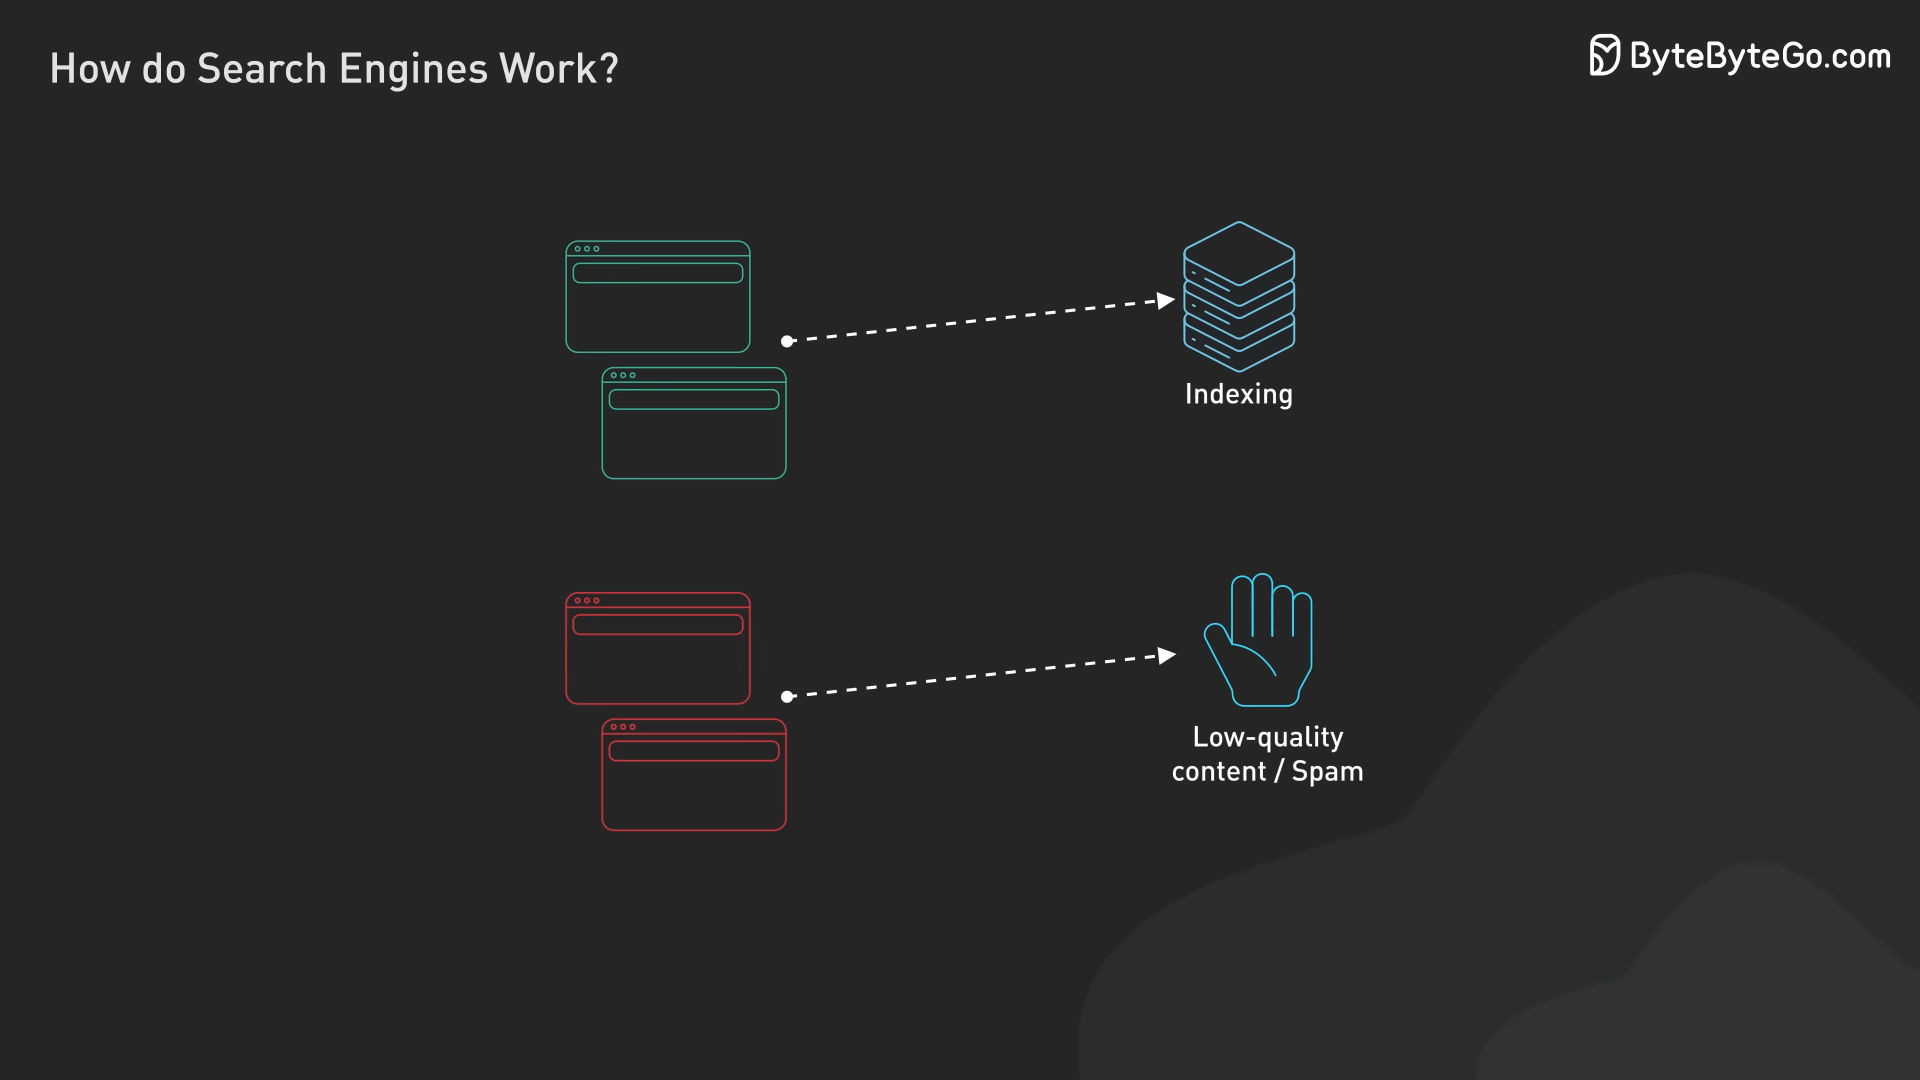 How do Search Engines Work?
ByteByteGo.com
Indexing
Low-quality
content / Spam